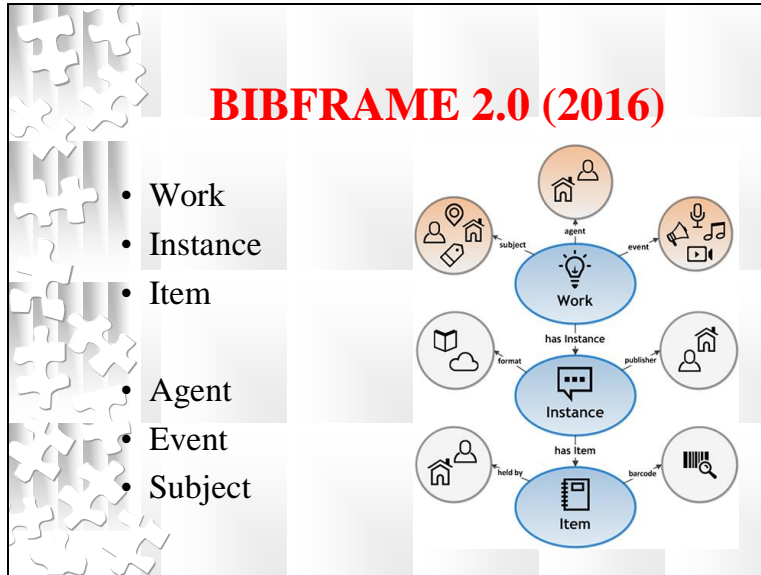 BIBFRAME 2.0 (2016)
• Work
• Instance
• Item
• Agent
• Event
• Subject
agent
subject
event
Work
has Instance
format
publisher
Instance
has Item
held by
barcode
Item